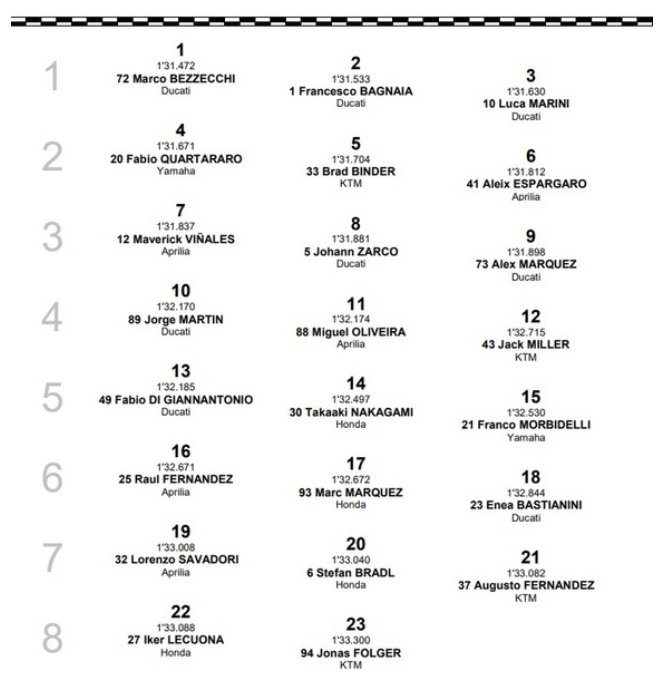 1
1
1'31.472
72 Marco BEZZECCHI
Ducati
2
1'31.533
1 Francesco BAGNAIA
Ducati
3
1'31.630
10 Luca MARINI
Ducati
2
4
1'31.671
20 Fabio QUARTARARO
Yamaha
5
1'31.704
33 Brad BINDER
KTM
6
1'31.812
41 Aleix ESPARGARO
Aprilia
3
7
1'31.837
12 Maverick VIÑALES
Aprilia
8
1'31.881
5 Johann ZARCO
Ducati
9
1'31.898
73 Alex MARQUEZ
Ducati
4
10
1'32.170
89 Jorge MARTIN
Ducati
11
1'32.174
88 Miguel OLIVEIRA
Aprilia
12
1'32.715
43 Jack MILLER
KTM
5
13
1'32.185
49 Fabio DI GIANNANTONIO
Ducati
14
1'32.497
30 Takaaki NAKAGAMI
Honda
15
1'32.530
21 Franco MORBIDELLI
Yamaha
6
16
1'32.671
25 Raul FERNANDEZ
Aprilia
17
1'32.672
93 Marc MARQUEZ
Honda
18
1'32.844
23 Enea BASTIANINI
Ducati
7
19
1'33.008
32 Lorenzo SAVADORI
Aprilia
20
1'33.040
6 Stefan BRADL
Honda
21
1'33.082
37 Augusto FERNANDEZ
KTM
8
22
1'33.088
27 Iker LECUONA
Honda
23
1'33.300
94 Jonas FOLGER
KTM